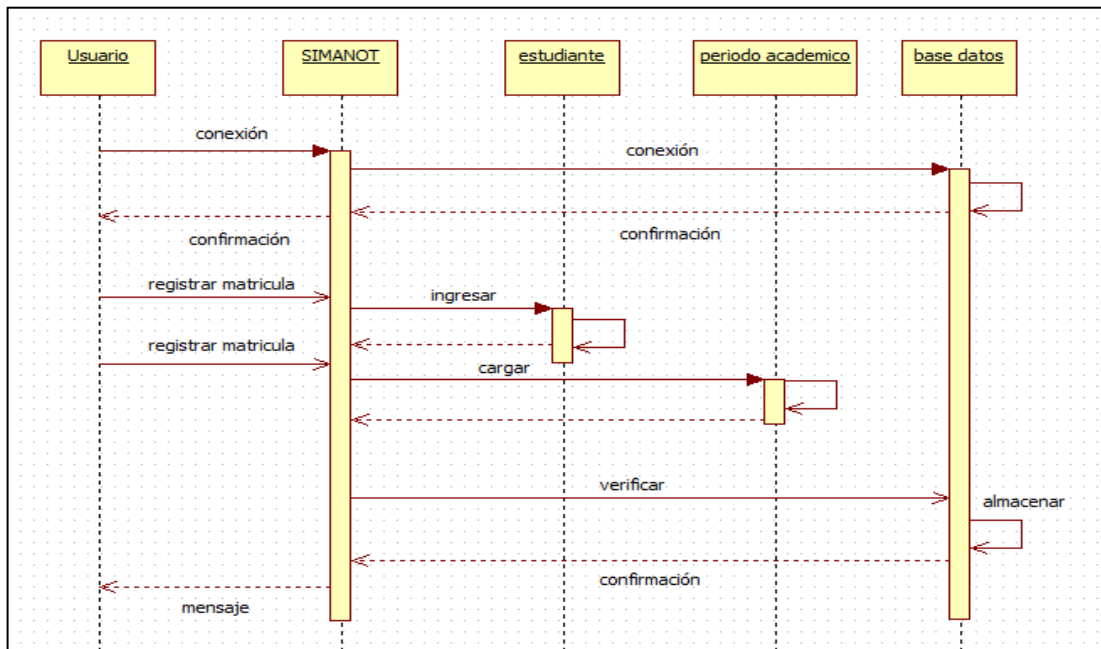 Usuario
SIMANOT
estudiante
periodo academico
base datos
conexión
conexión
confirmación
confirmación
registrar matricula
ingresar
registrar matricula
cargar
verificar
almacenar
confirmación
mensaje